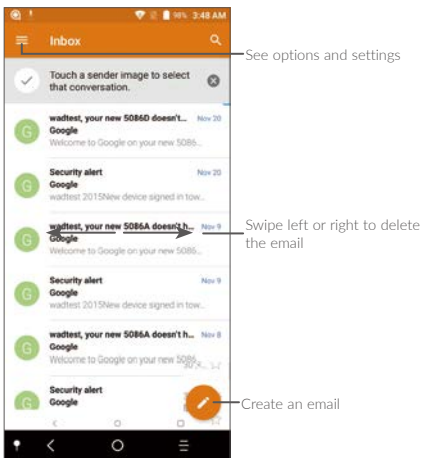 98% 3:48 AM
Inbox
See options and settings
Touch a sender image to select
that conversation.
wadtest, your new 5086D doesn't... Nov 20
G
Google
Welcome to Google on your new 5086...
Security alert Nov 20
G
Google
wadtest 2015New device signed in tow...
wadtest, your new 5086A doesn't h... Nov 9
G
Google
Welcome to Google on your new 5086...
Swipe left or right to delete
the email
Security alert Nov 9
G
Google
wadtest 2015New device signed in tow...
wadtest, your new 5086A doesn't h... Nov 8
G
Google
Welcome to Google on your new 5086...
Security alert
G
Google
Create an email